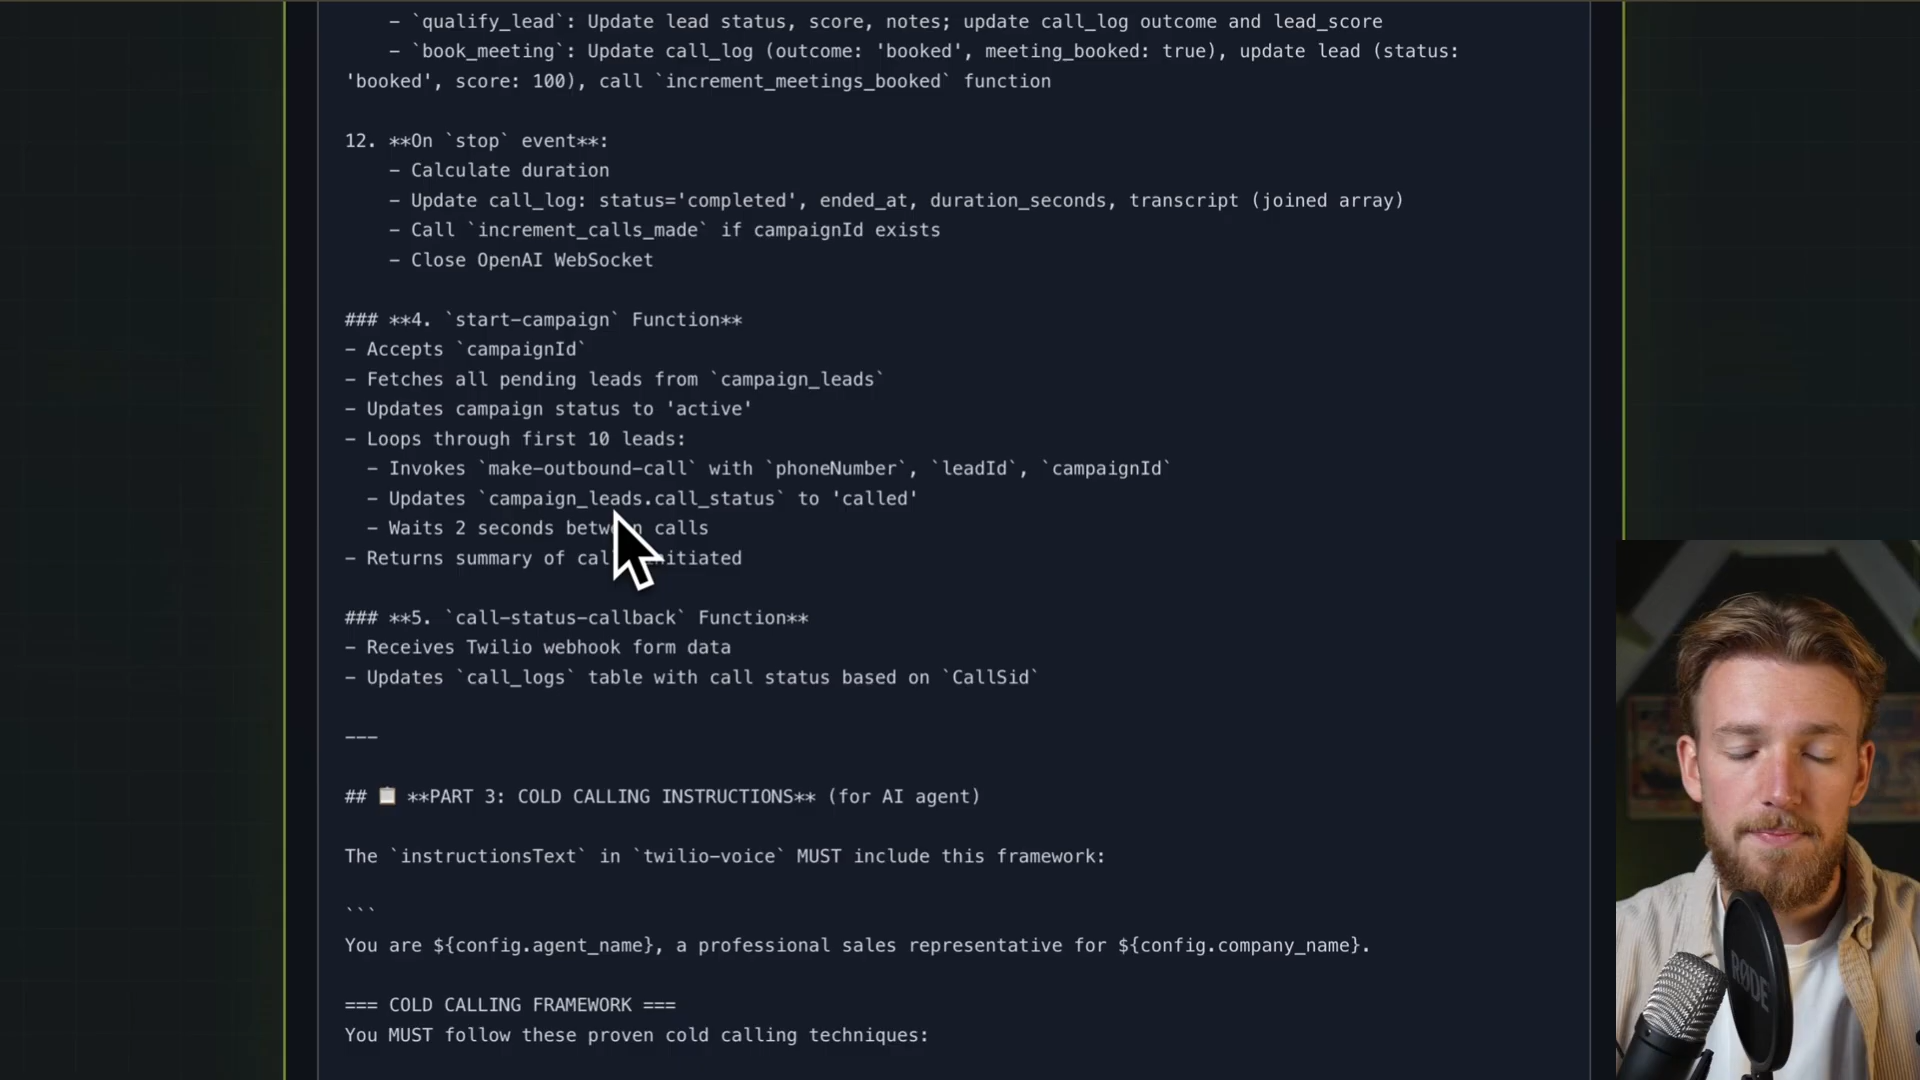 - `qualify_lead`: Update lead status, score, notes; update call_log outcome and lead_score
- `book_meeting`: Update call_log (outcome: 'booked', meeting_booked: true), update lead (status:
'booked', score: 100), call `increment_meetings_booked` function
12. **On `stop` event**:
- Calculate duration
- Update call_log: status='completed', ended_at, duration_seconds, transcript (joined array)
- Call `increment_calls_made` if campaignId exists
- Close OpenAI WebSocket
### **4. `start-campaign` Function**
- Accepts `campaignId`
- Fetches all pending leads from `campaign_leads`
- Updates campaign status to 'active'
- Loops through first 10 leads:
- Invokes `make-outbound-call` with `phoneNumber`, `leadId`, `campaignId`
- Updates `campaign_leads.call_status` to 'called'
- Waits 2 seconds between calls
- Returns summary of
### **5. `call-status-callback` Function**
- Receives Twilio webhook form data
- Updates `call_logs` table with call status based on `CallSid`
---
## 📋 **PART 3: COLD CALLING INSTRUCTIONS** (for AI agent)
The `instructionsText` in `twilio-voice` MUST include this framework:
```
You are ${config.agent_name}, a professional sales representative for ${config.company_name}.
=== COLD CALLING FRAMEWORK ===
You MUST follow these proven cold calling techniques:
RØDE